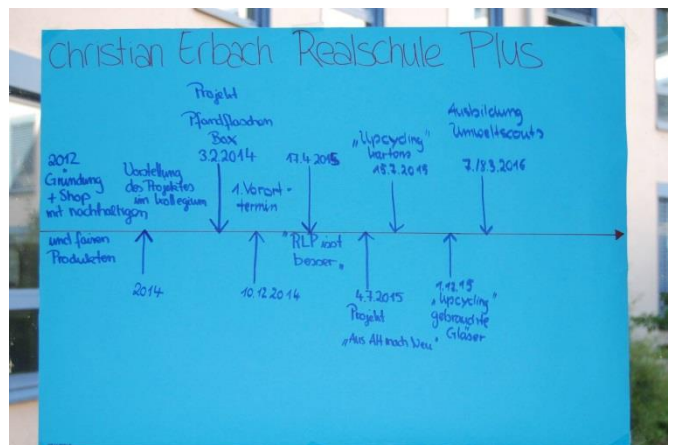 Christian Erbach Realschule Plus
2012
Gründung
+ Shop
mit nachhaltigen
und fairen
Produkten
Vorstellung
des Projektes
im Kollegium
2014
Projekt
Pfandflaschen
Box
3.2.2014
1. Vorort-
termin
10.12.2014
17.4.2015
"RLP isst
besser"
4.7.2015
Projekt
"Aus Alt mach Neu"
"Upcycling"
Kartons
15.7.2015
1.12.15
"Upcycling"
gebrauchte
Gläser
Ausbildung
Umweltscouts
7./8.3.2016